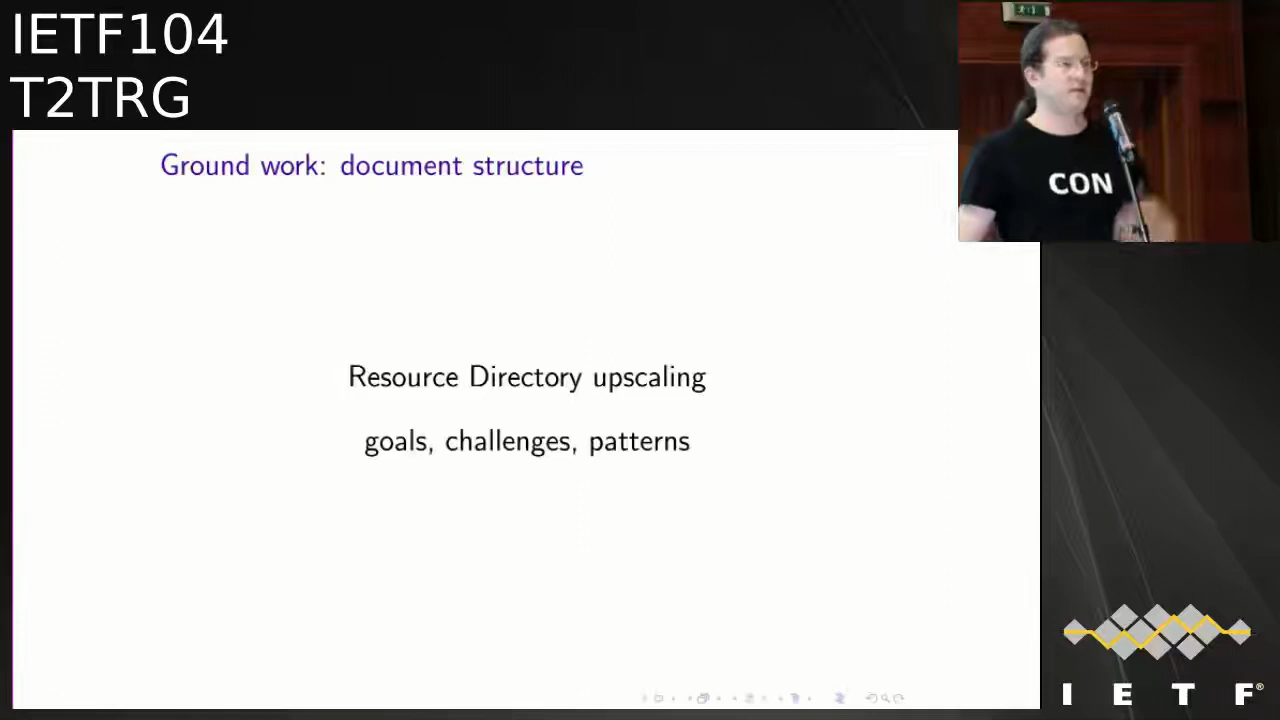 IETF104
T2TRG
CON
Ground work: document structure
Resource Directory upscaling
goals, challenges, patterns
I E T F®